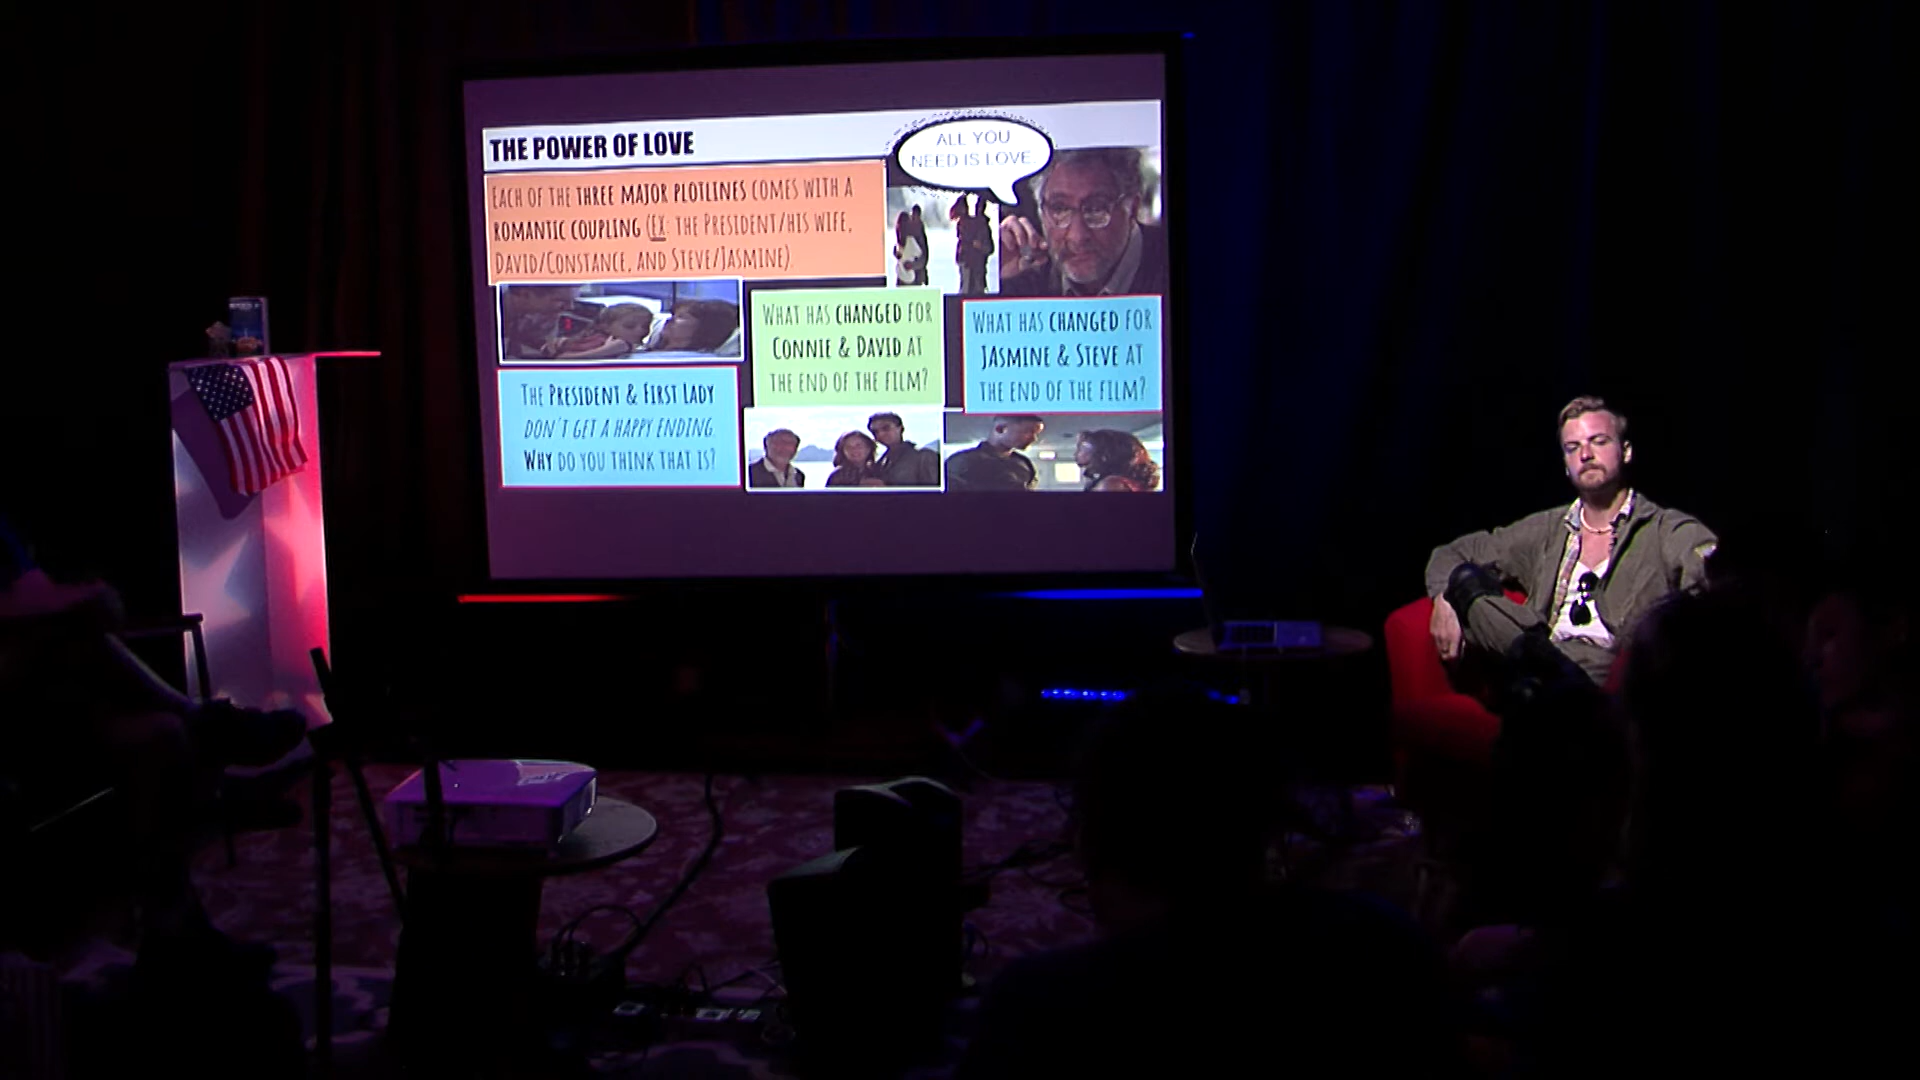 THE POWER OF LOVE
ALL YOU
NEED IS LOVE
EACH OF THE THREE MAJOR PLOTLINES COMES WITH A
ROMANTIC COUPLING (EX: THE PRESIDENT/HIS WIFE,
DAVID/CONSTANCE, AND STEVE/JASMINE).
THE PRESIDENT & FIRST LADY
DON'T GET A HAPPY ENDING.
WHY DO YOU THINK THAT IS?
WHAT HAS CHANGED FOR
CONNIE & DAVID AT
THE END OF THE FILM?
WHAT HAS CHANGED FOR
JASMINE & STEVE AT
THE END OF THE FILM?